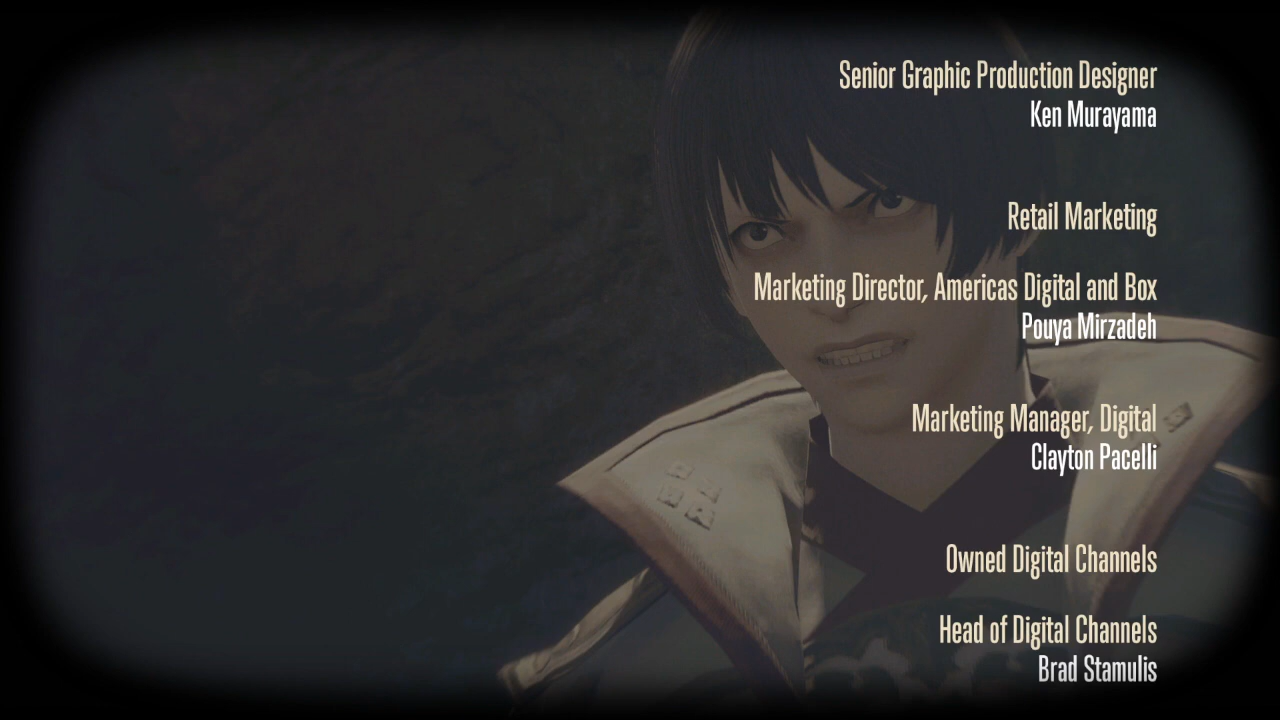 Senior Graphic Production Designer
Ken Murayama
Retail Marketing
Marketing Director, Americas Digital and Box
Pouya Mirzadeh
Marketing Manager, Digital
Clayton Pacelli
Owned Digital Channels
Head of Digital Channels
Brad Stamulis